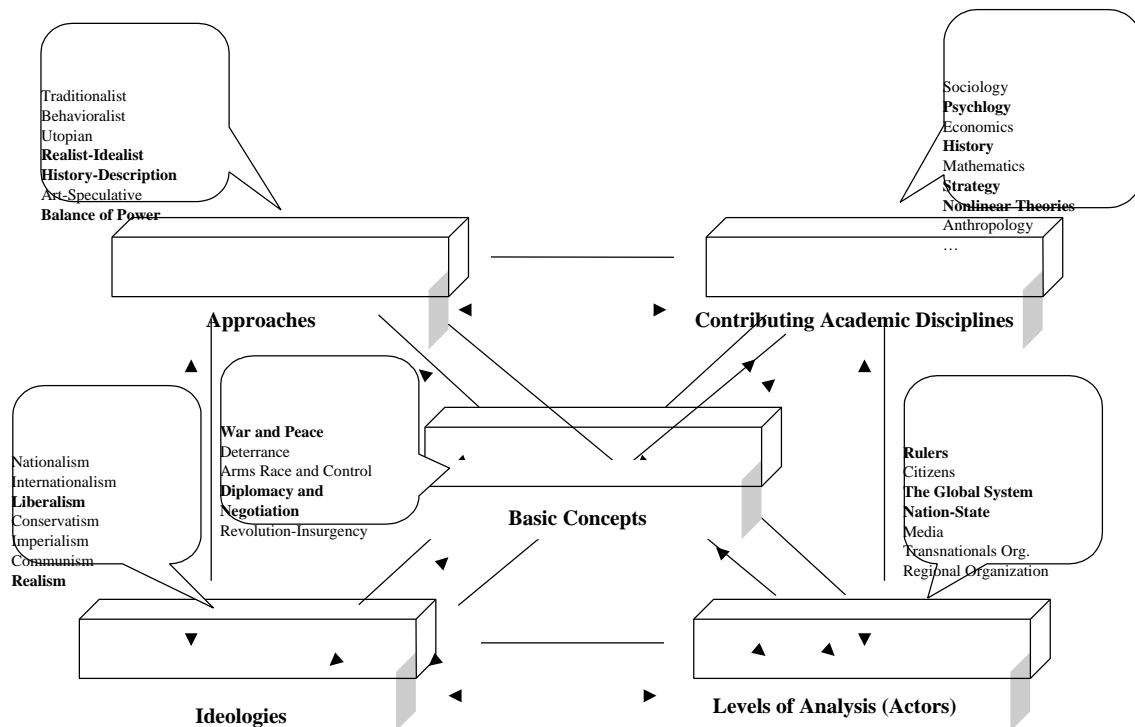 Traditionalist
Behavioralist
Utopian
Realist-Idealist
History-Description
Art-Speculative
Balance of Power
Approaches
Sociology
Psychlogy
Economics
History
Mathematics
Strategy
Nonlinear Theories
Anthropology
…
Contributing Academic Disciplines
Nationalism
Internationalism
Liberalism
Conservatism
Imperialism
Communism
Realism
War and Peace
Deterrance
Arms Race and Control
Diplomacy and
Negotiation
Revolution-Insurgency
Basic Concepts
Rulers
Citizens
The Global System
Nation-State
Media
Transnationals Org.
Regional Organization
Ideologies
Levels of Analysis (Actors)